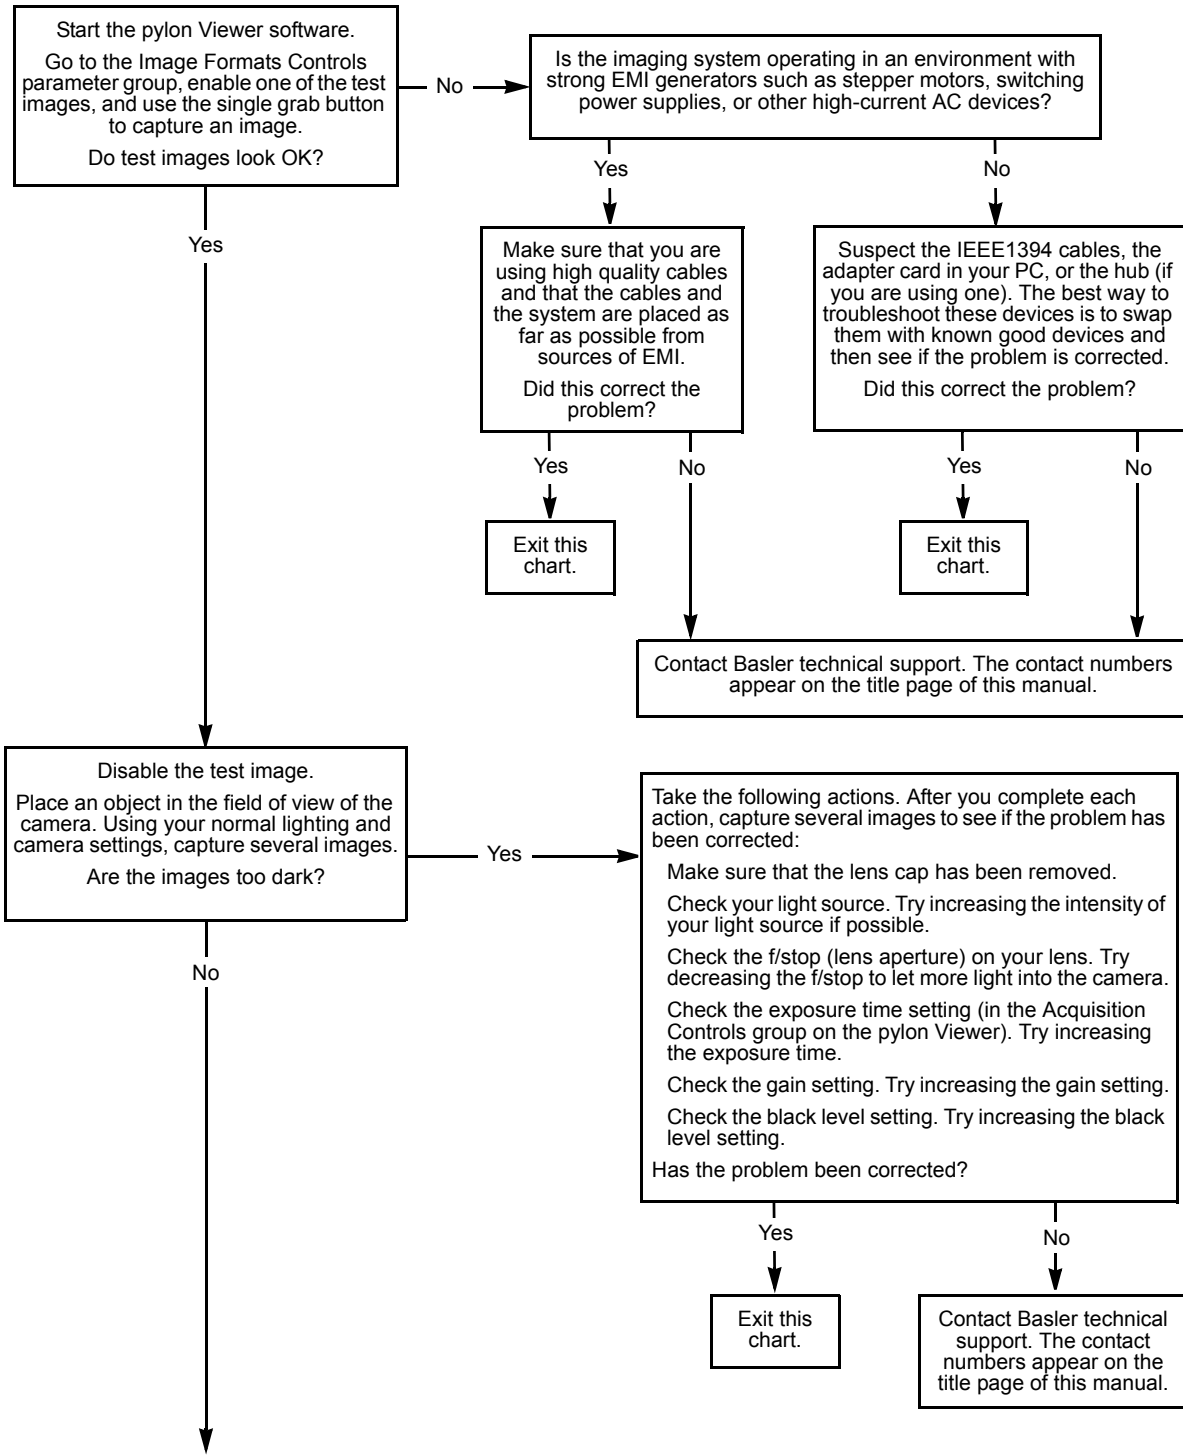 Start the pylon Viewer software.
Go to the Image Formats Controls
parameter group, enable one of the test
images, and use the single grab button
to capture an image.
Do test images look OK?
No
Is the imaging system operating in an environment with
strong EMI generators such as stepper motors, switching
power supplies, or other high-current AC devices?
Yes
No
Yes
Make sure that you are
using high quality cables
and that the cables and
the system are placed as
far as possible from
sources of EMI.
Did this correct the
problem?
Suspect the IEEE1394 cables, the
adapter card in your PC, or the hub (if
you are using one). The best way to
troubleshoot these devices is to swap
them with known good devices and
then see if the problem is corrected.
Did this correct the problem?
Yes
No
Yes
No
Exit this
chart.
Exit this
chart.
Contact Basler technical support. The contact numbers
appear on the title page of this manual.
Disable the test image.
Place an object in the field of view of the
camera. Using your normal lighting and
camera settings, capture several images.
Are the images too dark?
Yes
Take the following actions. After you complete each
action, capture several images to see if the problem has
been corrected:
Make sure that the lens cap has been removed.
Check your light source. Try increasing the intensity of
your light source if possible.
Check the f/stop (lens aperture) on your lens. Try
decreasing the f/stop to let more light into the camera.
Check the exposure time setting (in the Acquisition
Controls group on the pylon Viewer). Try increasing
the exposure time.
Check the gain setting. Try increasing the gain setting.
Check the black level setting. Try increasing the black
level setting.
Has the problem been corrected?
No
Yes
No
Exit this
chart.
Contact Basler technical
support. The contact
numbers appear on the
title page of this manual.